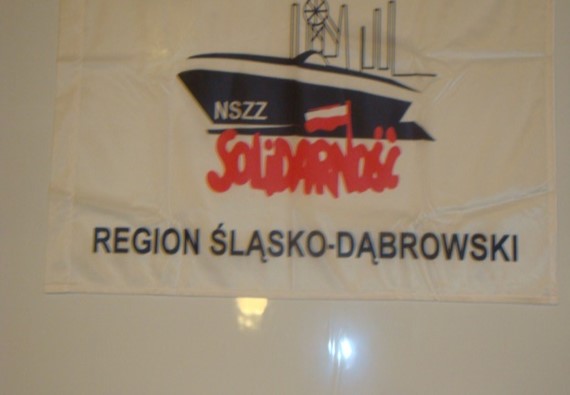 NSZZ
SOLIDARNOŚĆ
REGION ŚLĄSKO-DĄBROWSKI